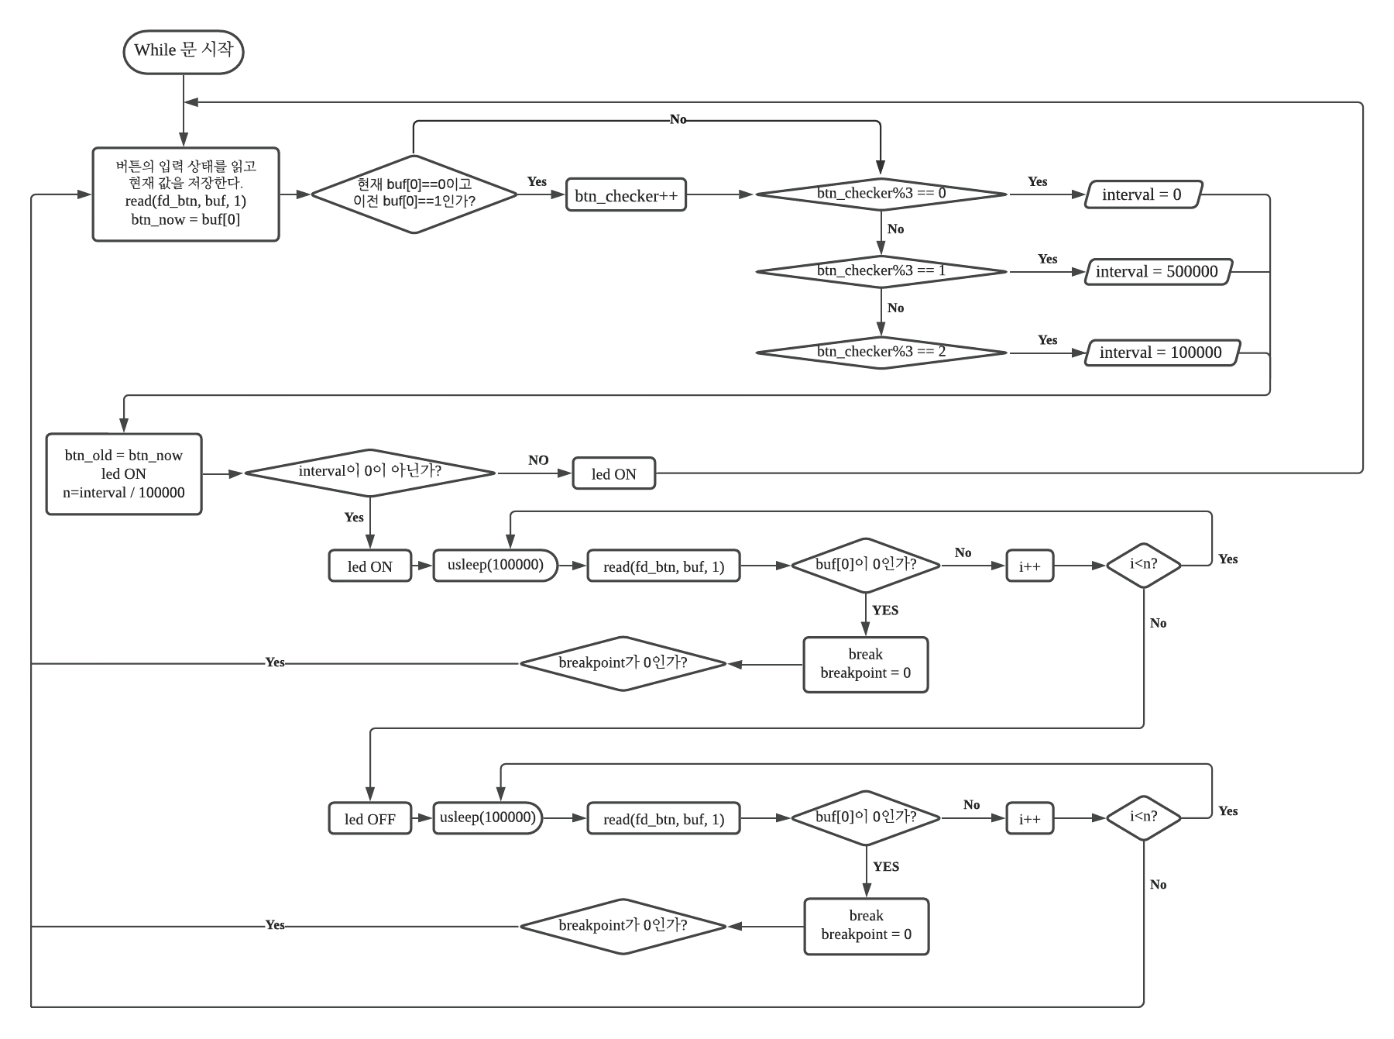 While 문 시작
버튼의 입력 상태를 읽고
현재 값을 저장한다.
read(fd_btn, buf, 1)
btn_now = buf[0]
현재 buf[0]==0이고
이전 buf[0]==1인가?
No
Yes
btn_checker++
btn_checker%3 == 0
Yes
interval = 0
No
btn_checker%3 == 1
Yes
interval = 500000
No
btn_checker%3 == 2
Yes
interval = 100000
btn_old = btn_now
led ON
n=interval / 100000
interval이 0이 아닌가?
NO
led ON
Yes
led ON
usleep(100000)
read(fd_btn, buf, 1)
buf[0]이 0인가?
No
i++
i<n?
Yes
YES
No
break
breakpoint = 0
breakpoint가 0인가?
Yes
led OFF
usleep(100000)
read(fd_btn, buf, 1)
buf[0]이 0인가?
No
i++
i<n?
Yes
YES
No
break
breakpoint = 0
breakpoint가 0인가?
Yes